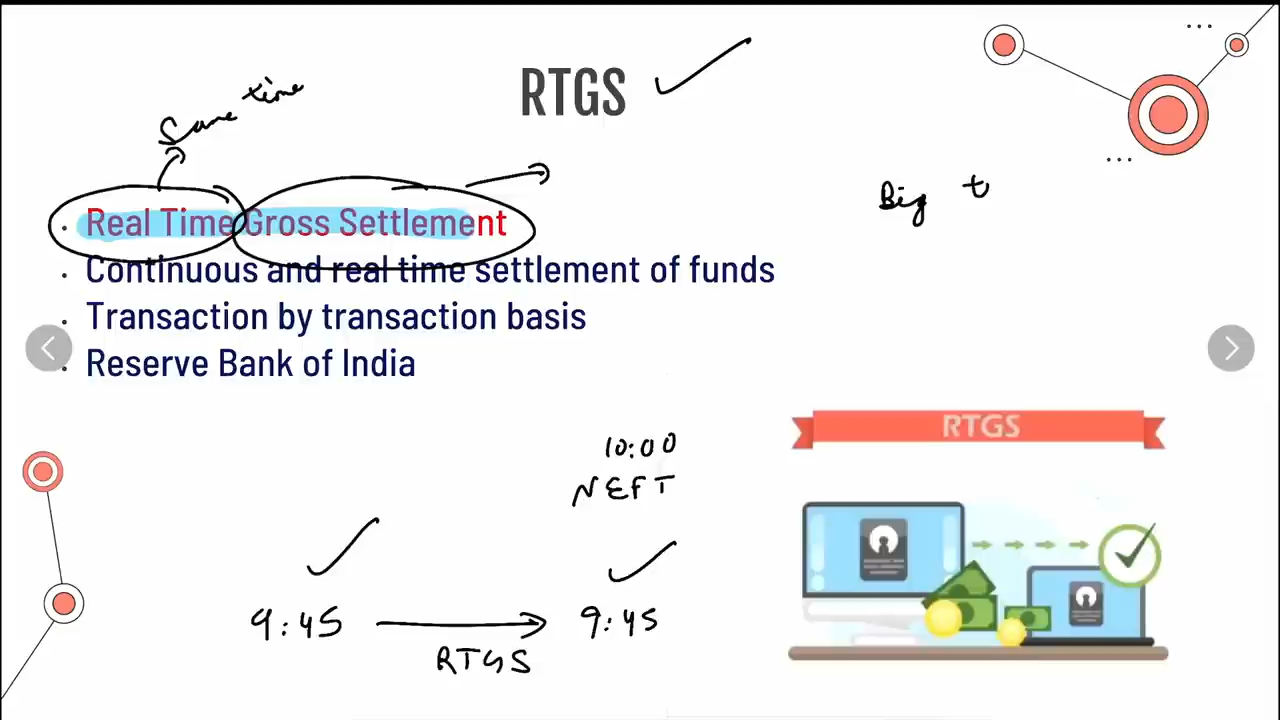 RTGS
Same time
Big t
Real Time Gross Settlement
Continuous and real time settlement of funds
Transaction by transaction basis
Reserve Bank of India
RTGS
10:00
NEFT
9:45 9:45
RTGS